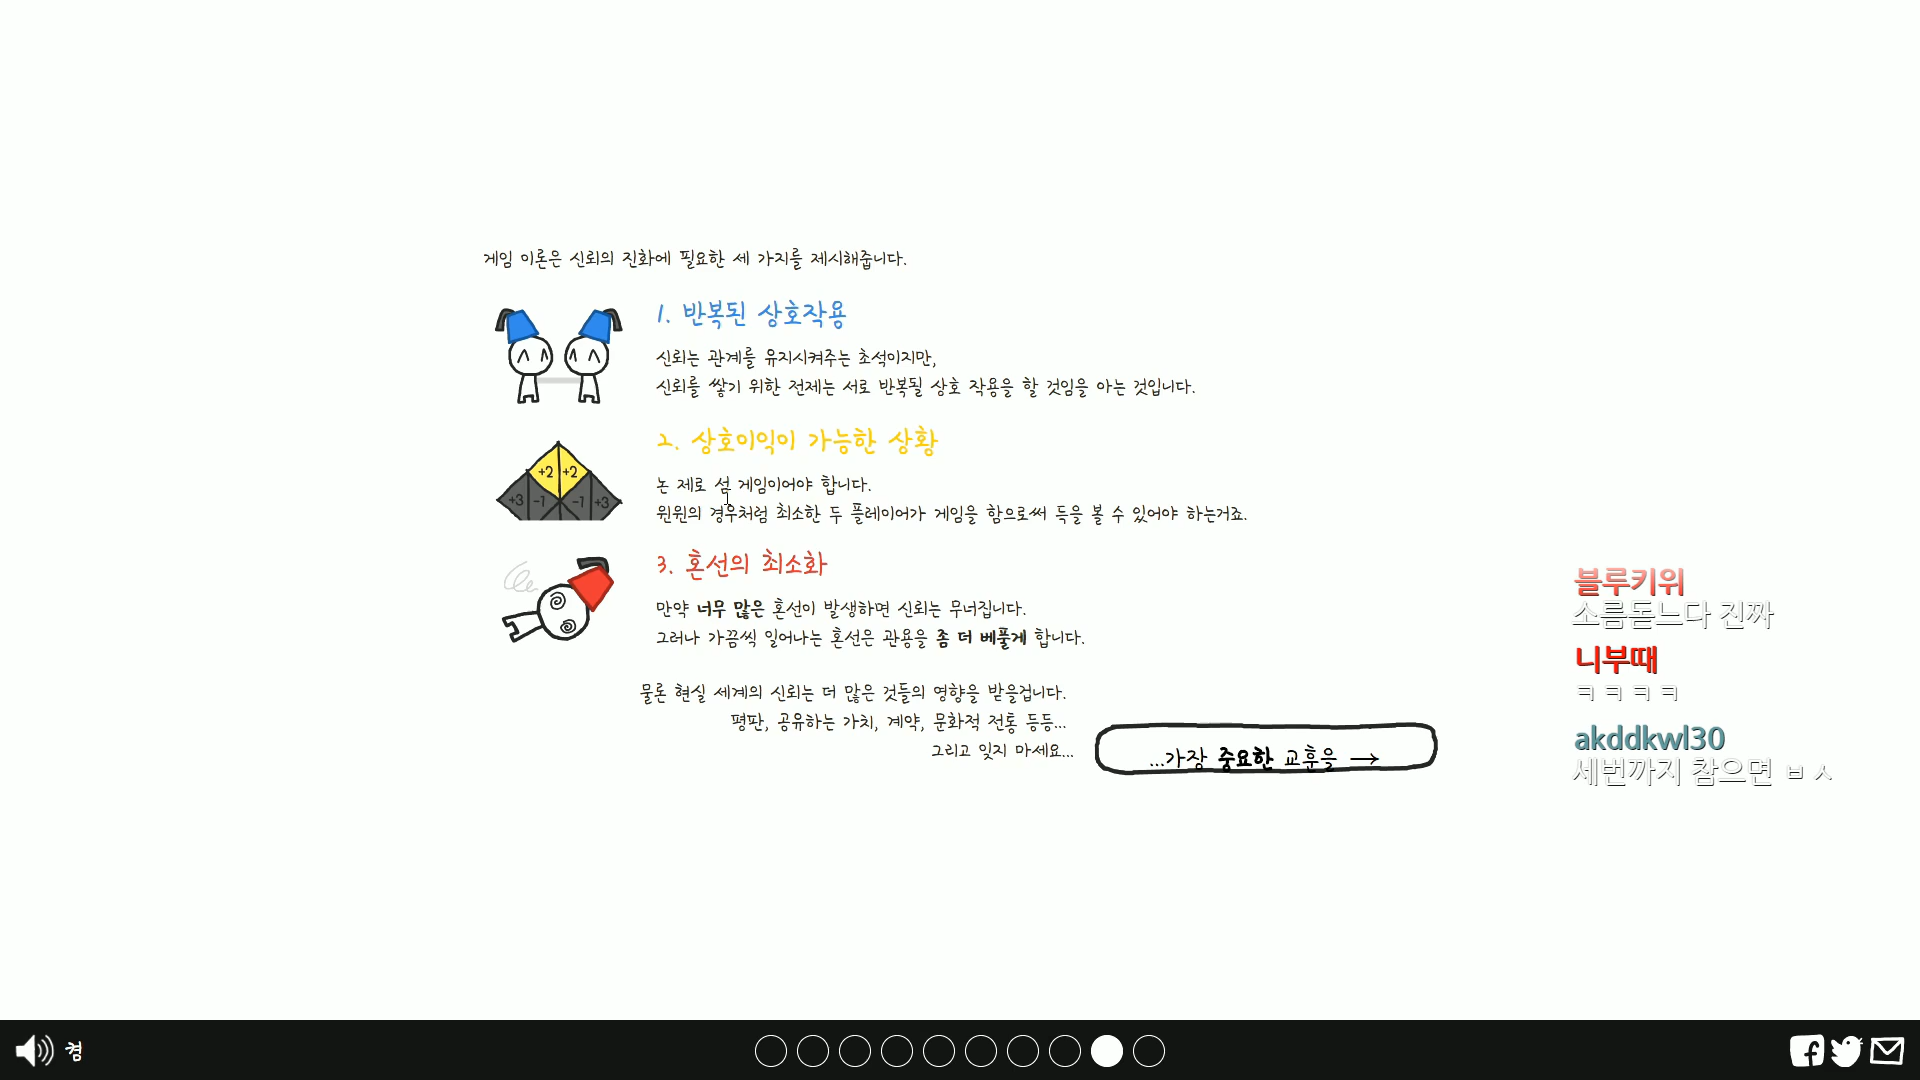 게임 이론은 신뢰의 진화에 필요한 세 가지를 제시해줍니다.
1. 반복된 상호작용
신뢰는 관계를 유지시켜주는 초석이지만,
신뢰를 쌓기 위한 전제는 서로 반복될 상호 작용을 할 것임을 아는 것입니다.
2. 상호이익이 가능한 상황
+2 +2
+3 -1 -1 +3
논 제로 섬 게임이어야 합니다.
윈윈의 경우처럼 최소한 두 플레이어가 게임을 함으로써 득을 볼 수 있어야 하는거죠.
3. 혼선의 최소화
만약 너무 많은 혼선이 발생하면 신뢰는 무너집니다.
그러나 가끔씩 일어나는 혼선은 관용을 좀 더 베풀게 합니다.
물론 현실 세계의 신뢰는 더 많은 것들의 영향을 받을겁니다.
평판, 공유하는 가치, 계약, 문화적 전통 등등...
그리고 잊지 마세요...
...가장 중요한 교훈을 →
블루키위
소름돋느다 진짜
니부때
ㅋㅋㅋㅋ
akddkwl30
세번까지 참으면 ㅂㅅ
켬